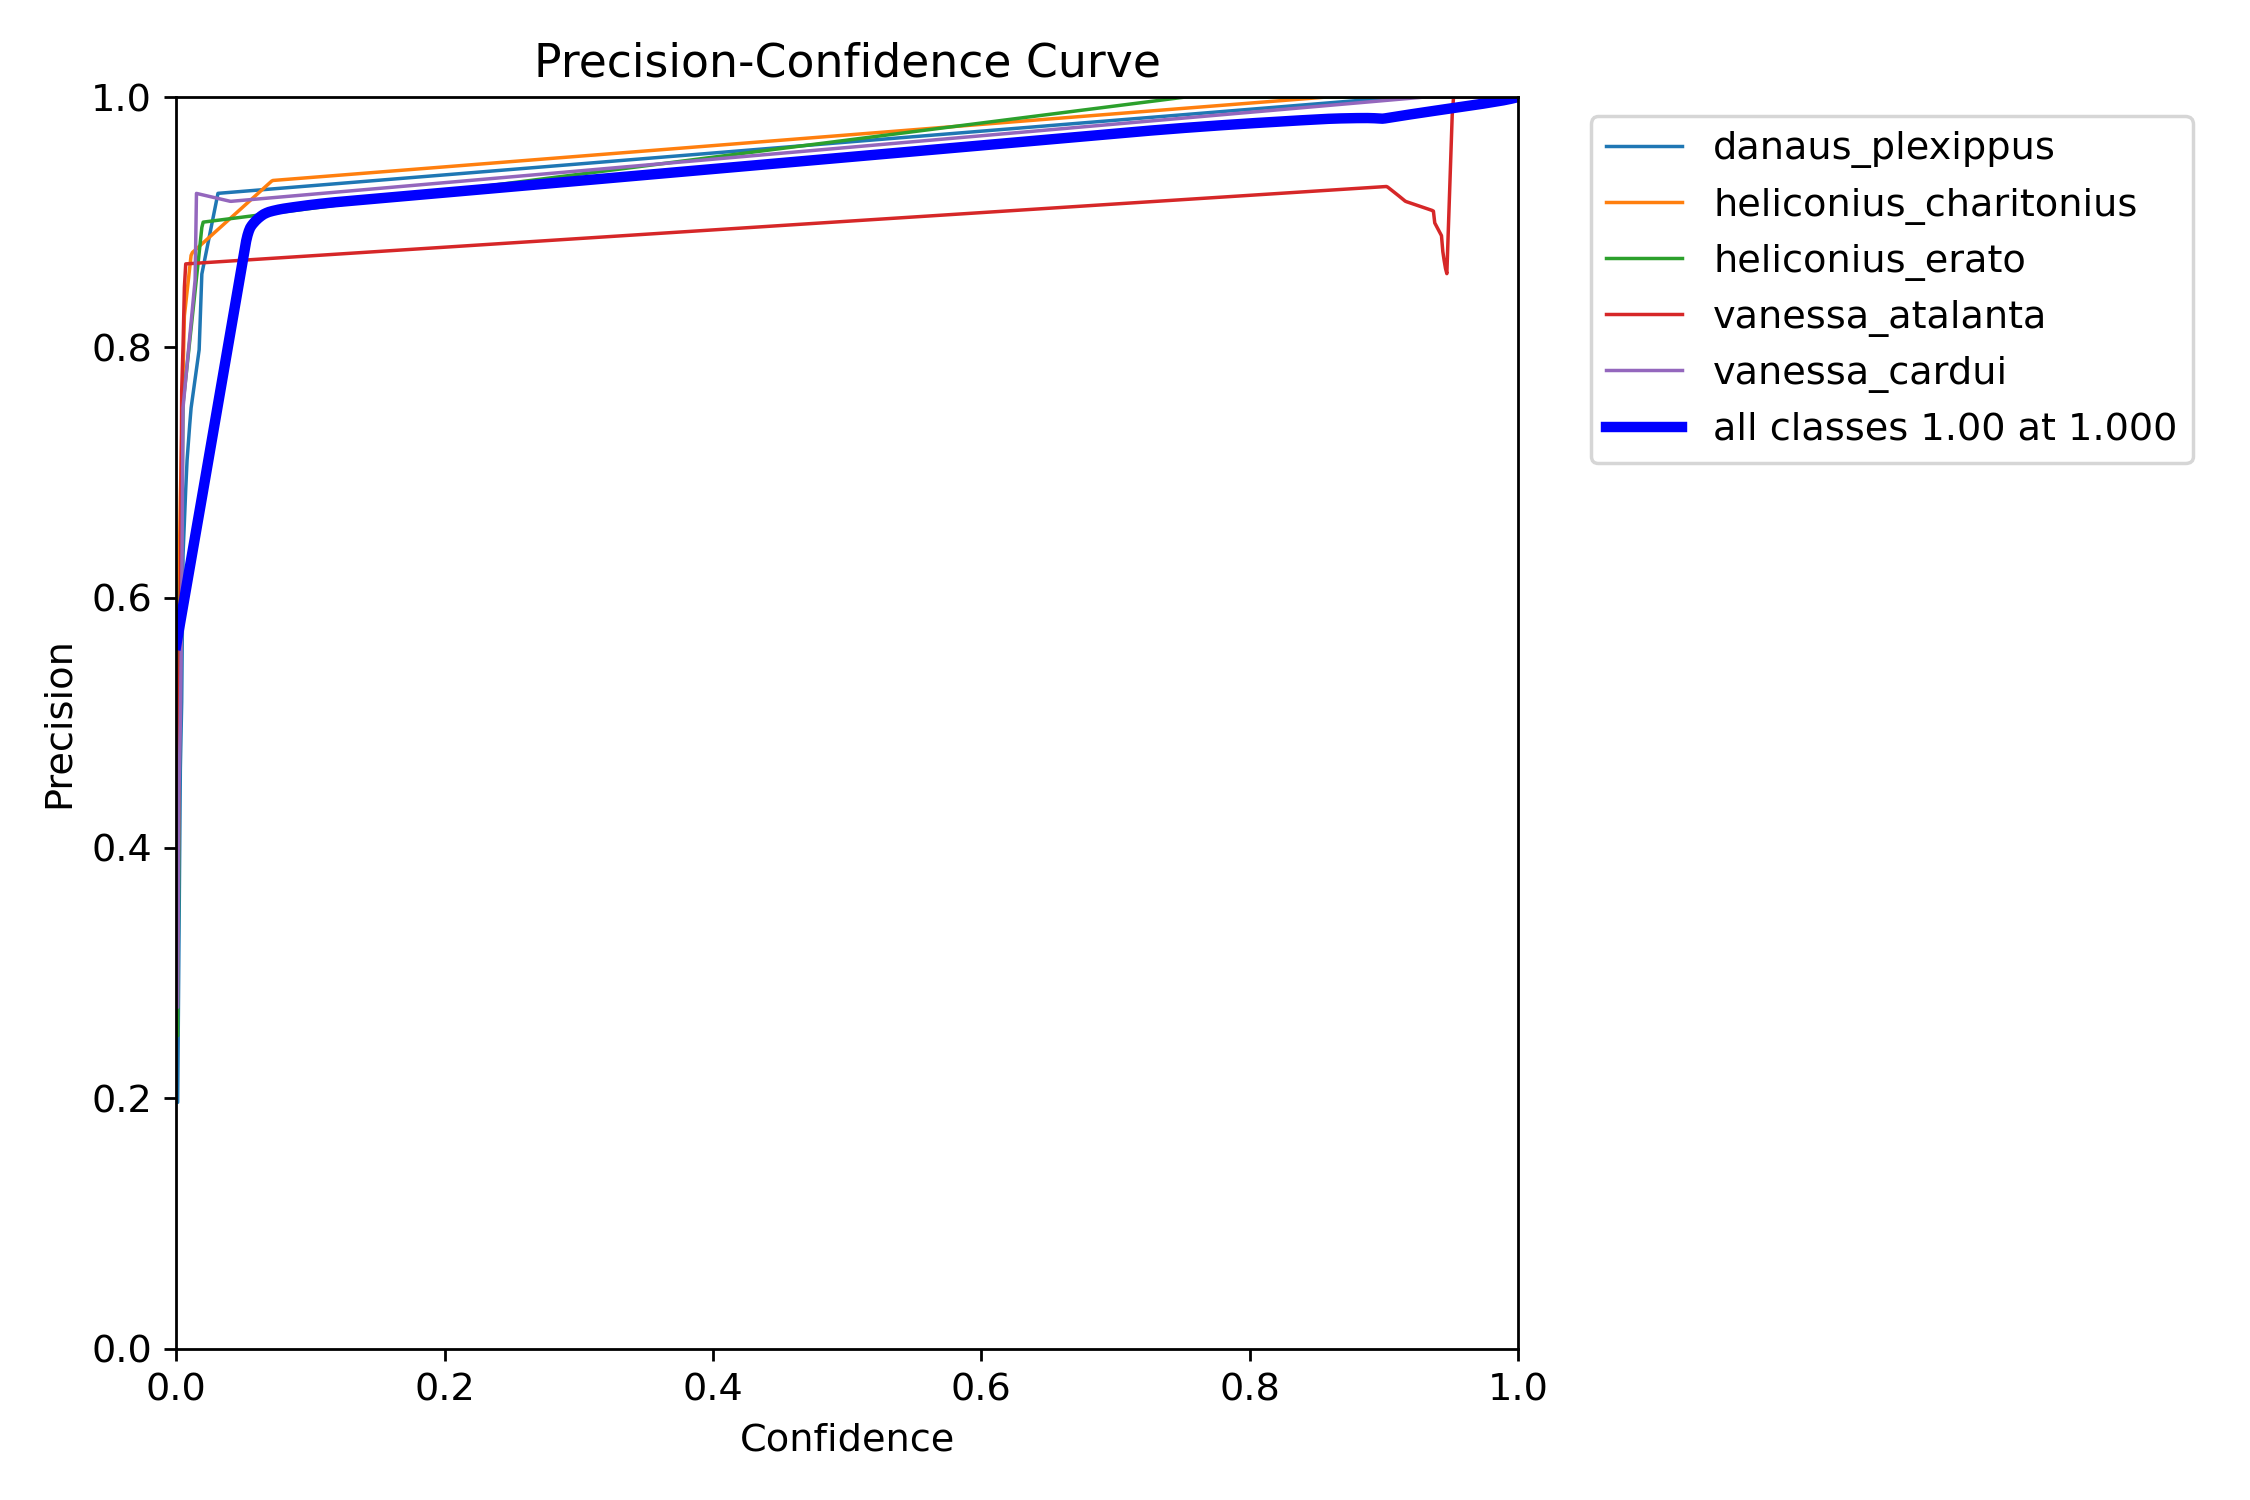 Precision-Confidence Curve
1.0
0.8
0.6
0.4
0.2
0.0
Precision
0.0 0.2 0.4 0.6 0.8 1.0
Confidence
danaus_plexippus
heliconius_charitonius
heliconius_erato
vanessa_atalanta
vanessa_cardui
all classes 1.00 at 1.000